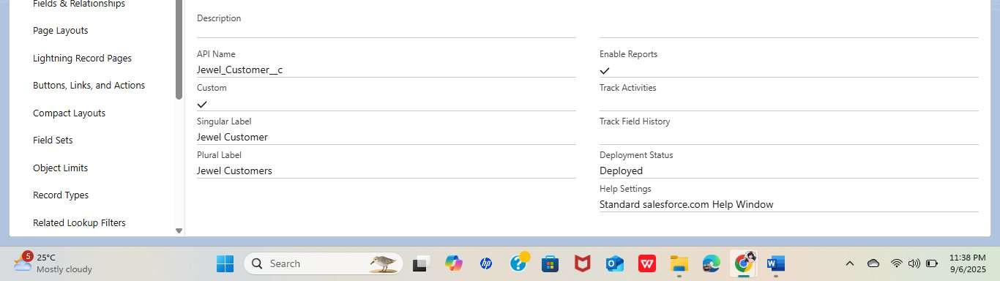 Fields & Relationships
Page Layouts
Lightning Record Pages
Buttons, Links, and Actions
Compact Layouts
Field Sets
Object Limits
Record Types
Related Lookup Filters
Description
API Name
Jewel_Customer__c
Custom
Singular Label
Jewel Customer
Plural Label
Jewel Customers
Enable Reports
Track Activities
Track Field History
Deployment Status
Deployed
Help Settings
Standard salesforce.com Help Window
5
25°C
Mostly cloudy
Search
hp
?
W
W
11:38 PM
9/6/2025